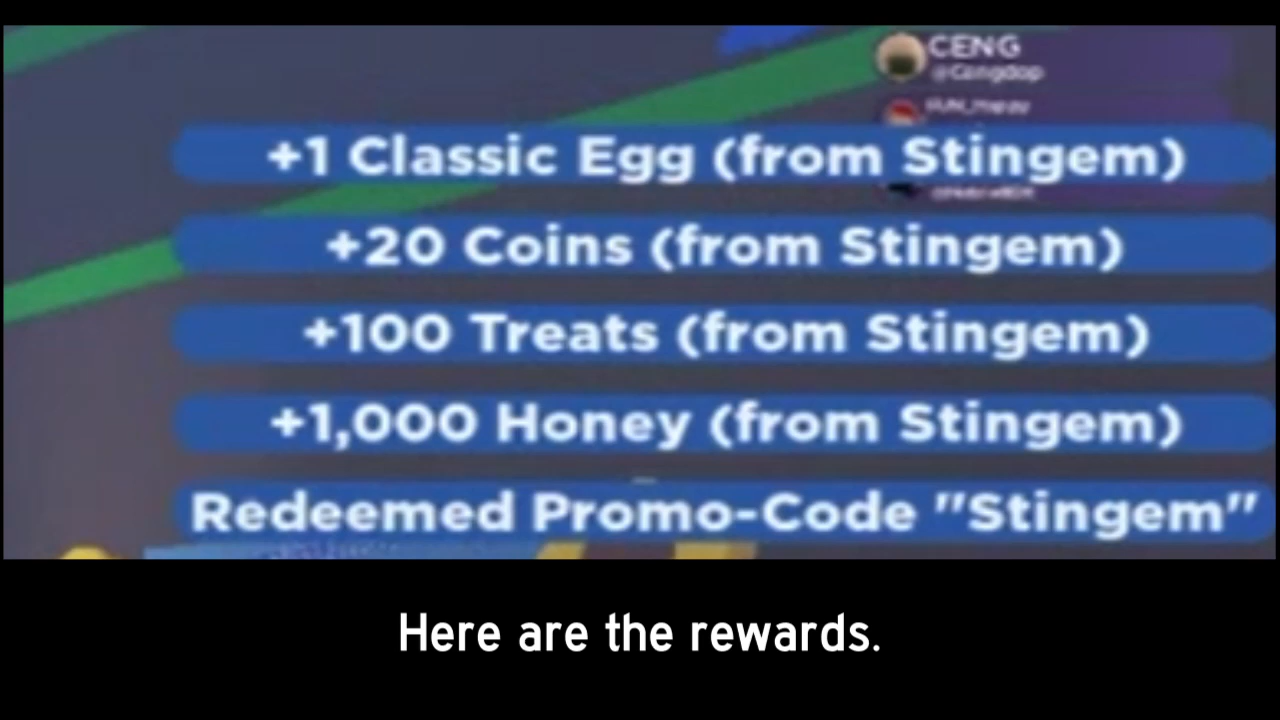 CENG
@Cengdop
+1 Classic Egg (from Stingem)
+20 Coins (from Stingem)
+100 Treats (from Stingem)
+1,000 Honey (from Stingem)
Redeemed Promo-Code "Stingem"
Here are the rewards.